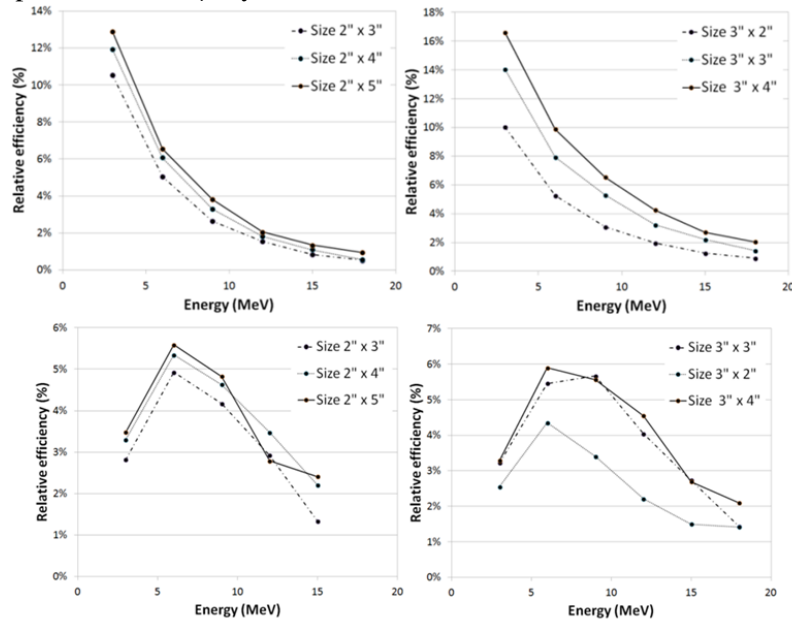 Relative efficiency (%)
14%
12%
10%
8%
6%
4%
2%
0%
Size 2" x 3"
Size 2" x 4"
Size 2" x 5"
0
5
10
15
20
Energy (MeV)
Relative efficiency (%)
18%
16%
14%
12%
10%
8%
6%
4%
2%
0%
Size 3" x 2"
Size 3" x 3"
Size 3" x 4"
0
5
10
15
20
Energy (MeV)
Relative efficiency (%)
6%
5%
4%
3%
2%
1%
0%
Size 2" x 3"
Size 2" x 4"
Size 2" x 5"
0
5
10
15
20
Energy (MeV)
Relative efficiency (%)
7%
6%
5%
4%
3%
2%
1%
0%
Size 3" x 3"
Size 3" x 2"
Size 3" x 4"
0
5
10
15
20
Energy (MeV)